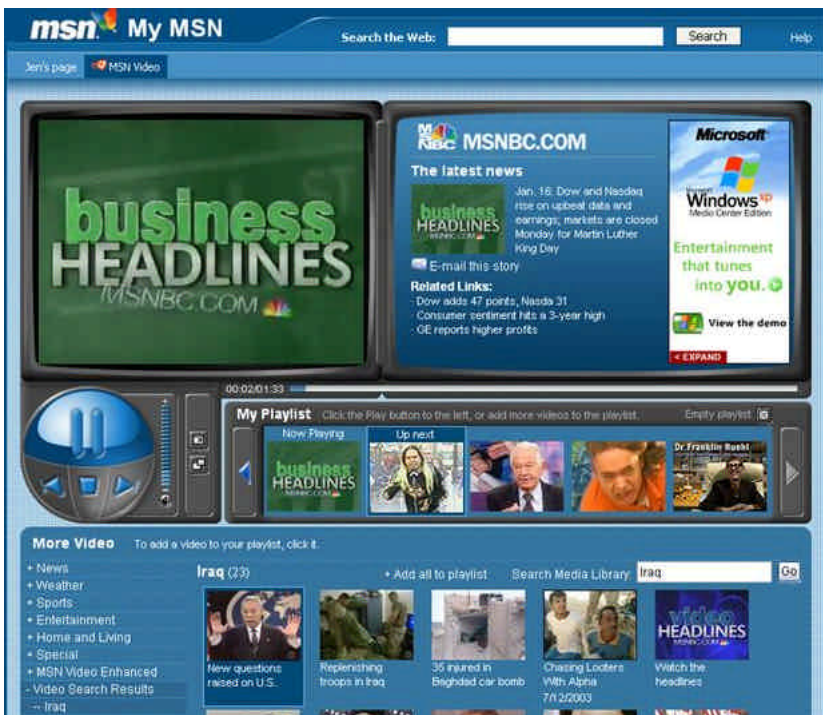 msn My MSN
Search the Web:
Search
Help
Jen's page
MSN Video
business
HEADLINES
MSNBC.COM
MSNBC MSNBC.COM
The latest news
business
HEADLINES
MSNBC.COM
Jan. 16: Dow and Nasdaq
rise on upbeat data and
earnings; markets are closed
Monday for Martin Luther
King Day
E-mail this story
Related Links:
· Dow adds 47 points, Nasda 31
· Consumer sentiment hits a 3-year high
· GE reports higher profits
Microsoft
Microsoft
Windows xp
Media Center Edition
Entertainment
that tunes
into you.
View the demo
< EXPAND
00:02/01:33
My Playlist Click the Play button to the left, or add more videos to the playlist.
Empty playlist
Now Playing
Up next
business
HEADLINES
MSNBC.COM
Dr. Franklin Ruehl
More Video To add a video to your playlist, click it.
+ News
+ Weather
+ Sports
+ Entertainment
+ Home and Living
+ Special
+ MSN Video Enhanced
- Video Search Results
-- Iraq
Iraq (23)
+ Add all to playlist
Search Media Library: Iraq
Go
video
HEADLINES
New questions
raised on U.S..
Replenishing
troops in Iraq
35 injured in
Baghdad car bomb
Chasing Looters
With Alpha
7/12/2003
Watch the
headlines